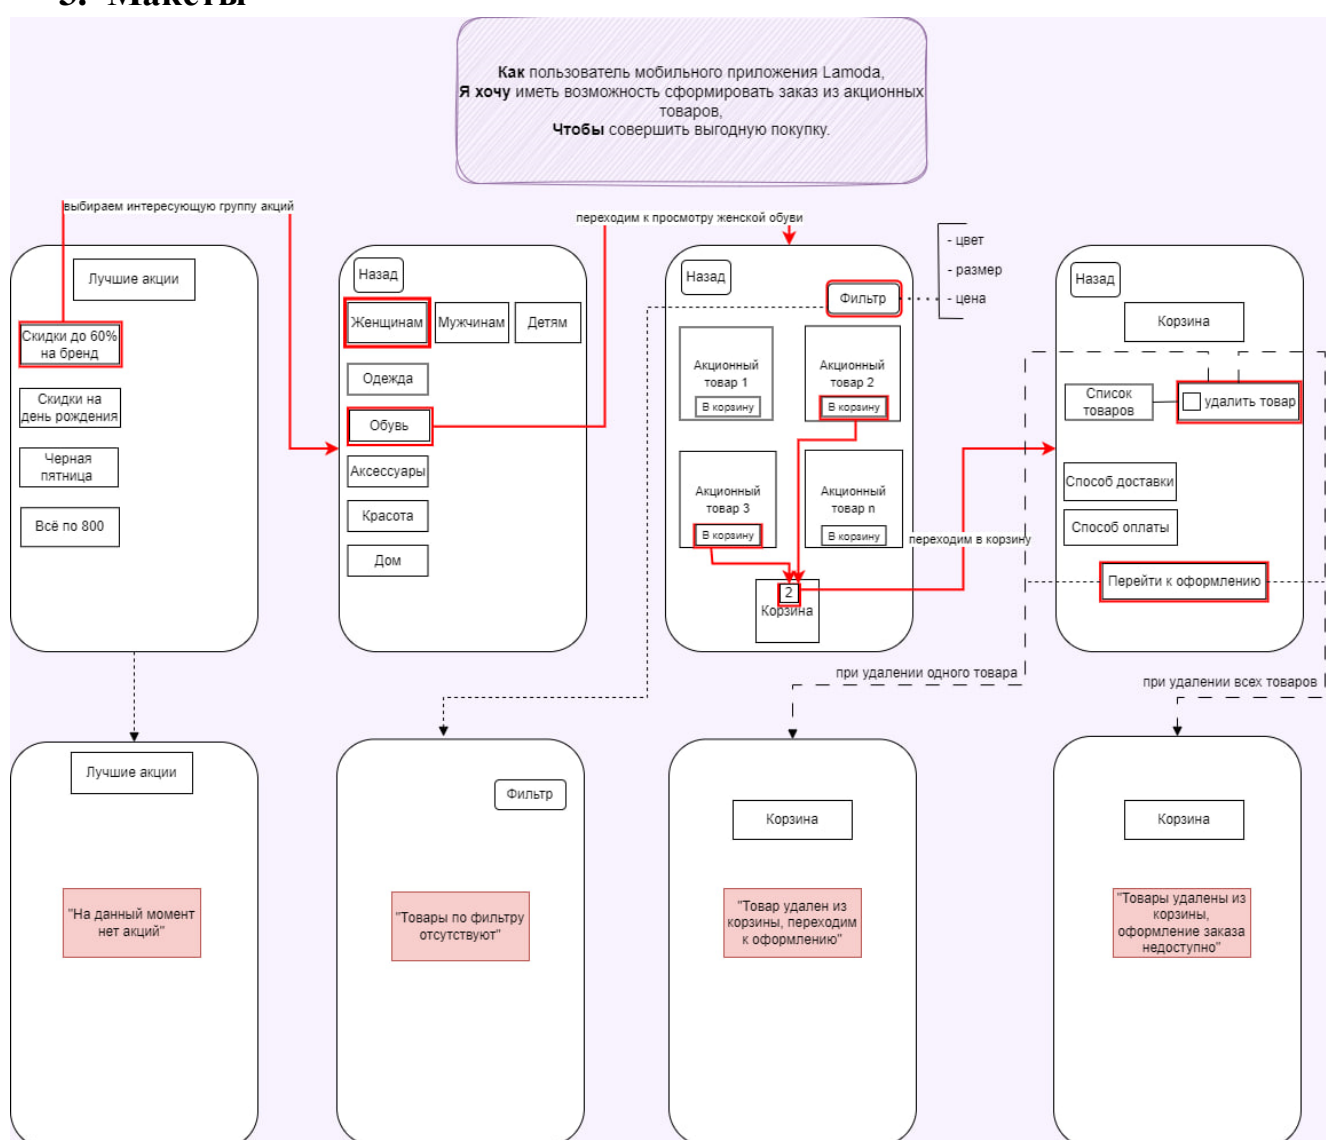 3. Макеты
Как пользователь мобильного приложения Lamoda,
Я хочу иметь возможность сформировать заказ из акционных
товаров,
Чтобы совершить выгодную покупку.
выбираем интересующую группу акций
переходим к просмотру женской обуви
Лучшие акции
Скидки до 60%
на бренд
Скидки на
день рождения
Черная
пятница
Всё по 800
Назад
Женщинам
Мужчинам
Детям
Одежда
Обувь
Аксессуары
Красота
Дом
Назад
Фильтр
- цвет
- размер
- цена
Акционный
товар 1
В корзину
Акционный
товар 2
В корзину
Акционный
товар 3
В корзину
Акционный
товар n
В корзину
2
Корзина
переходим в корзину
Назад
Корзина
Список
товаров
удалить товар
Способ доставки
Способ оплаты
Перейти к оформлению
при удалении одного товара
при удалении всех товаров
Лучшие акции
"На данный момент
нет акций"
Фильтр
"Товары по фильтру
отсутствуют"
Корзина
"Товар удален из
корзины, переходим
к оформлению"
Корзина
"Товары удалены из
корзины,
оформление заказа
недоступно"